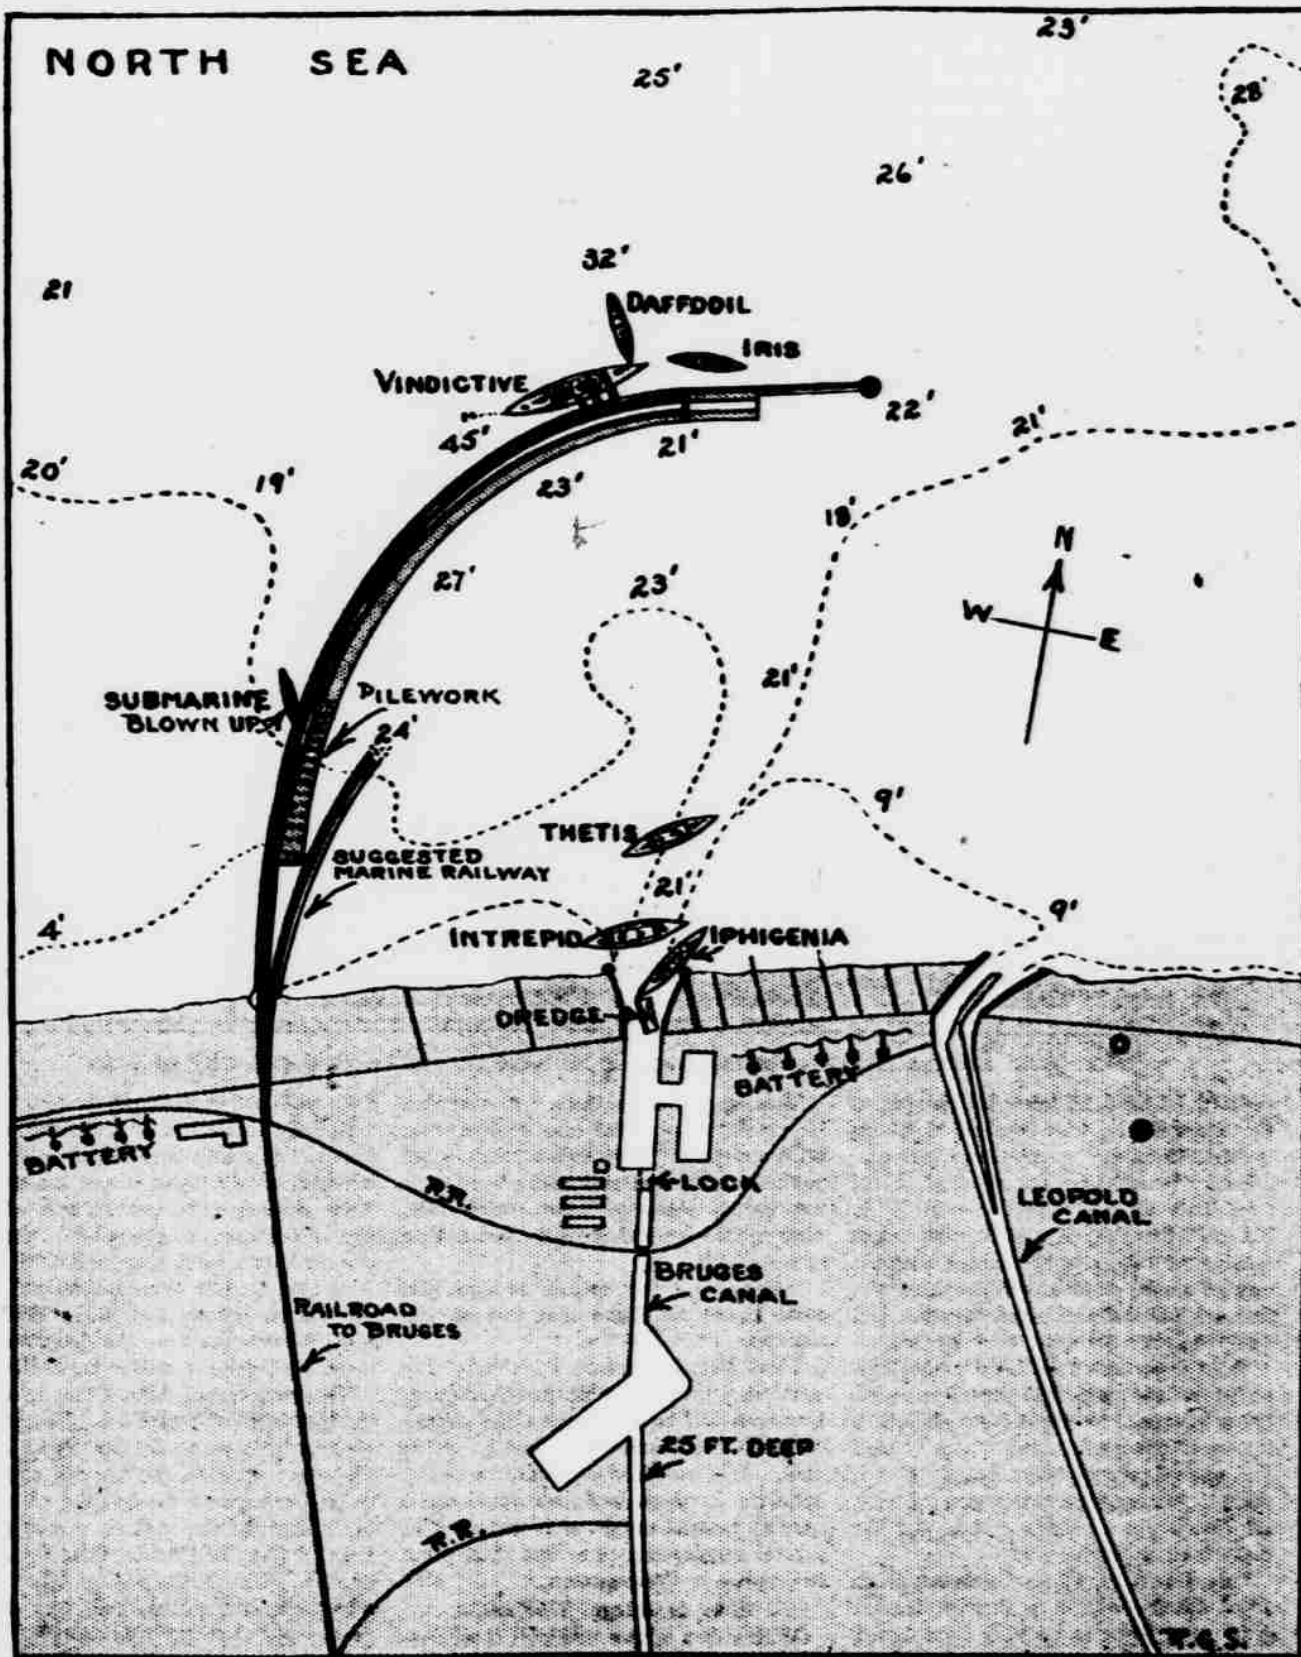 23'
NORTH SEA
25'
28'
26'
32'
21
DAFFODIL
IRIS
VINDICTIVE
22'
45'
21'
21'
20'
19'
23'
18'
N
27'
23'
W
E
21'
SUBMARINE
BLOWN UP
PILEWORK
24'
9'
THETIS
SUGGESTED
MARINE RAILWAY
21'
4'
9'
INTREPID
IPHIGENIA
DREDGE
BATTERY
BATTERY
LOCK
R.R.
LEOPOLD
CANAL
BRUGES
CANAL
RAILROAD
TO BRUGES
25 FT. DEEP
R.R.